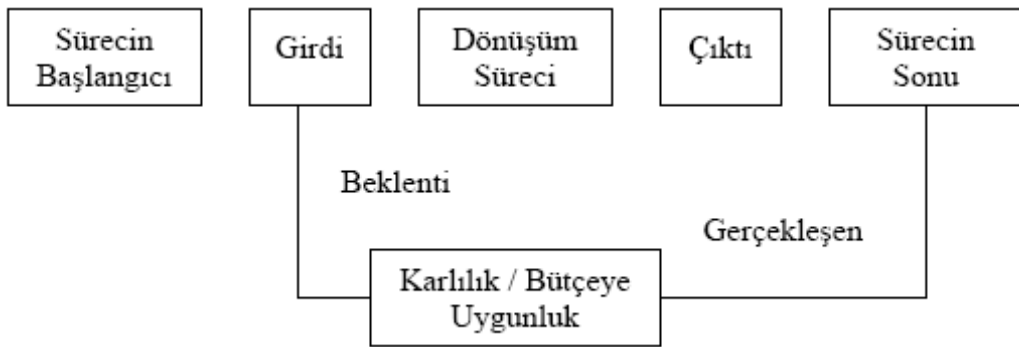 Sürecin
Başlangıcı
Girdi
Dönüşüm
Süreci
Çıktı
Sürecin
Sonu
Beklenti
Gerçekleşen
Karlılık / Bütçeye
Uygunluk